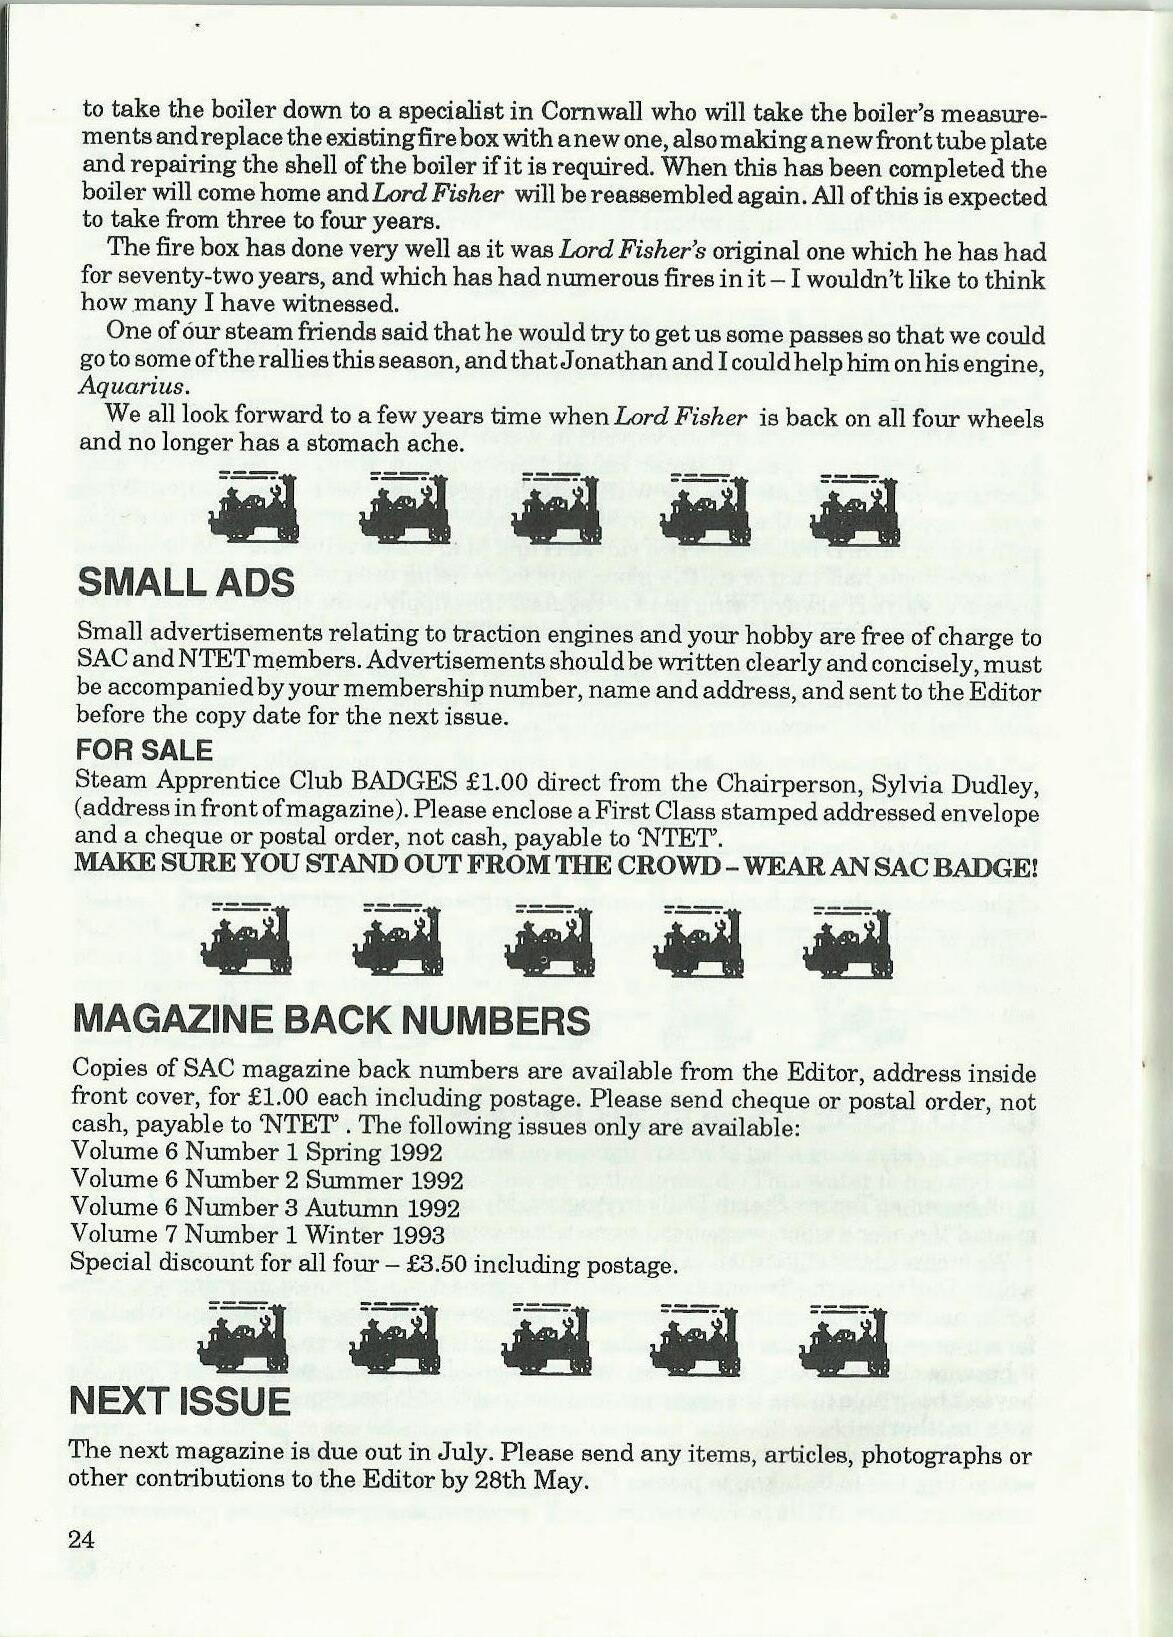 to take the boiler down to a specialist in Cornwall who will take the boiler's measure-
ments and replace the existing fire box with a new one, also making a new front tube plate
and repairing the shell of the boiler if it is required. When this has been completed the
boiler will come home and Lord Fisher will be reassembled again. All of this is expected
to take from three to four years.
The fire box has done very well as it was Lord Fisher's original one which he has had
for seventy-two years, and which has had numerous fires in it – I wouldn't like to think
how many I have witnessed.
One of our steam friends said that he would try to get us some passes so that we could
go to some of the rallies this season, and that Jonathan and I could help him on his engine,
Aquarius.
We all look forward to a few years time when Lord Fisher is back on all four wheels
and no longer has a stomach ache.
SMALL ADS
Small advertisements relating to traction engines and your hobby are free of charge to
SAC and NTET members. Advertisements should be written clearly and concisely, must
be accompanied by your membership number, name and address, and sent to the Editor
before the copy date for the next issue.
FOR SALE
Steam Apprentice Club BADGES £1.00 direct from the Chairperson, Sylvia Dudley,
(address in front of magazine). Please enclose a First Class stamped addressed envelope
and a cheque or postal order, not cash, payable to 'NTET'.
MAKE SURE YOU STAND OUT FROM THE CROWD – WEAR AN SAC BADGE!
MAGAZINE BACK NUMBERS
Copies of SAC magazine back numbers are available from the Editor, address inside
front cover, for £1.00 each including postage. Please send cheque or postal order, not
cash, payable to 'NTET' . The following issues only are available:
Volume 6 Number 1 Spring 1992
Volume 6 Number 2 Summer 1992
Volume 6 Number 3 Autumn 1992
Volume 7 Number 1 Winter 1993
Special discount for all four – £3.50 including postage.
NEXT ISSUE
The next magazine is due out in July. Please send any items, articles, photographs or
other contributions to the Editor by 28th May.
24